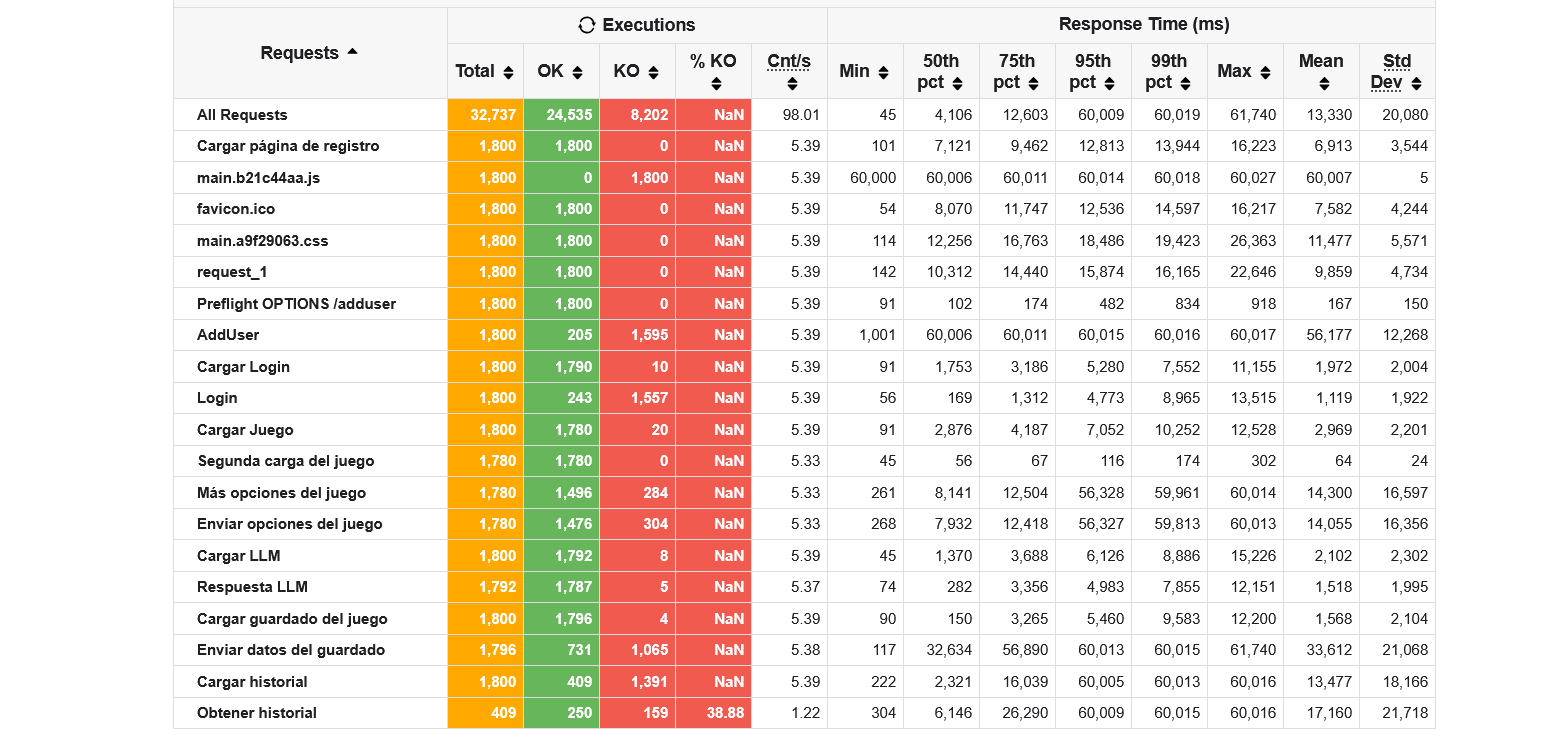 Requests Executions Response Time (ms)
Total OK KO % KO Cnt/s Min 50th pct 75th pct 95th pct 99th pct Max Mean Std Dev
All Requests 32,737 24,535 8,202 NaN 98.01 45 4,106 12,603 60,009 60,019 61,740 13,330 20,080
Cargar página de registro 1,800 1,800 0 NaN 5.39 101 7,121 9,462 12,813 13,944 16,223 6,913 3,544
main.b21c44aa.js 1,800 0 1,800 NaN 5.39 60,000 60,006 60,011 60,014 60,018 60,027 60,007 5
favicon.ico 1,800 1,800 0 NaN 5.39 54 8,070 11,747 12,536 14,597 16,217 7,582 4,244
main.a9f29063.css 1,800 1,800 0 NaN 5.39 114 12,256 16,763 18,486 19,423 26,363 11,477 5,571
request_1 1,800 1,800 0 NaN 5.39 142 10,312 14,440 15,874 16,165 22,646 9,859 4,734
Preflight OPTIONS /adduser 1,800 1,800 0 NaN 5.39 91 102 174 482 834 918 167 150
AddUser 1,800 205 1,595 NaN 5.39 1,001 60,006 60,011 60,015 60,016 60,017 56,177 12,268
Cargar Login 1,800 1,790 10 NaN 5.39 91 1,753 3,186 5,280 7,552 11,155 1,972 2,004
Login 1,800 243 1,557 NaN 5.39 56 169 1,312 4,773 8,965 13,515 1,119 1,922
Cargar Juego 1,800 1,780 20 NaN 5.39 91 2,876 4,187 7,052 10,252 12,528 2,969 2,201
Segunda carga del juego 1,780 1,780 0 NaN 5.33 45 56 67 116 174 302 64 24
Más opciones del juego 1,780 1,496 284 NaN 5.33 261 8,141 12,504 56,328 59,961 60,014 14,300 16,597
Enviar opciones del juego 1,780 1,476 304 NaN 5.33 268 7,932 12,418 56,327 59,813 60,013 14,055 16,356
Cargar LLM 1,800 1,792 8 NaN 5.39 45 1,370 3,688 6,126 8,886 15,226 2,102 2,302
Respuesta LLM 1,792 1,787 5 NaN 5.37 74 282 3,356 4,983 7,855 12,151 1,518 1,995
Cargar guardado del juego 1,800 1,796 4 NaN 5.39 90 150 3,265 5,460 9,583 12,200 1,568 2,104
Enviar datos del guardado 1,796 731 1,065 NaN 5.38 117 32,634 56,890 60,013 60,015 61,740 33,612 21,068
Cargar historial 1,800 409 1,391 NaN 5.39 222 2,321 16,039 60,005 60,013 60,016 13,477 18,166
Obtener historial 409 250 159 38.88 1.22 304 6,146 26,290 60,009 60,015 60,016 17,160 21,718